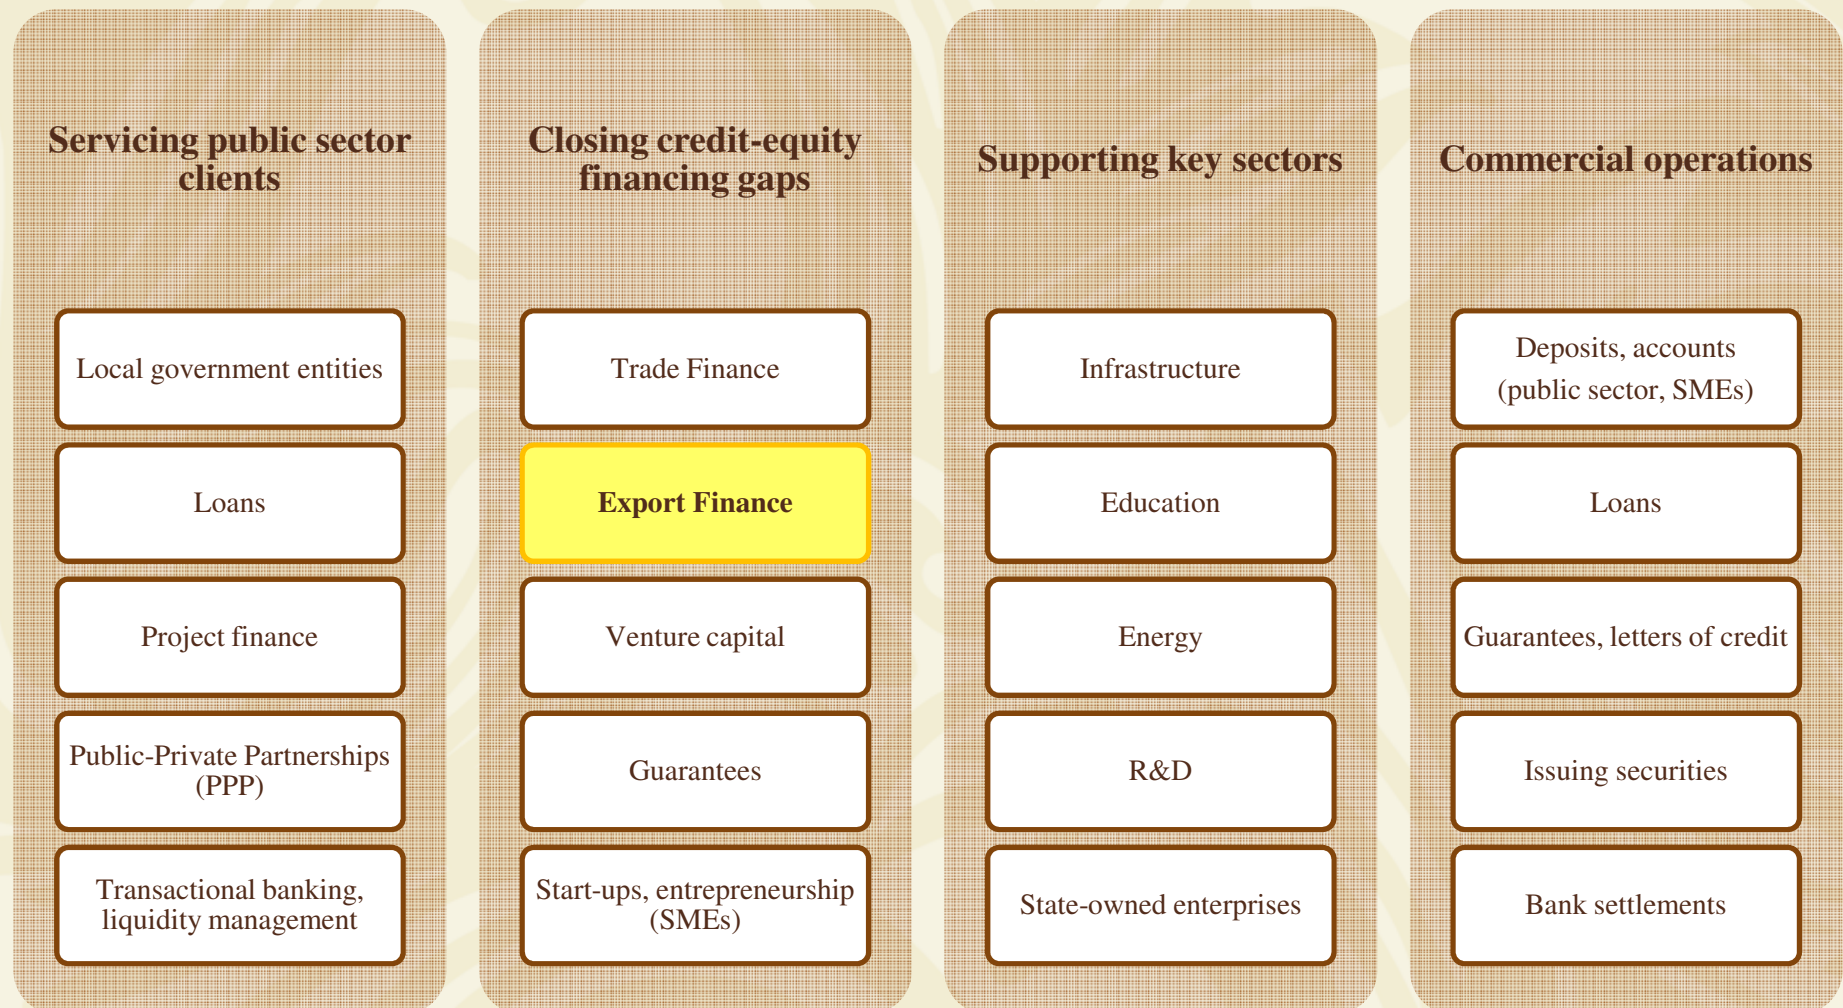 Servicing public sector
clients
Local government entities
Loans
Project finance
Public-Private Partnerships
(PPP)
Transactional banking,
liquidity management
Closing credit-equity
financing gaps
Trade Finance
Export Finance
Venture capital
Guarantees
Start-ups, entrepreneurship
(SMEs)
Supporting key sectors
Infrastructure
Education
Energy
R&D
State-owned enterprises
Commercial operations
Deposits, accounts
(public sector, SMEs)
Loans
Guarantees, letters of credit
Issuing securities
Bank settlements